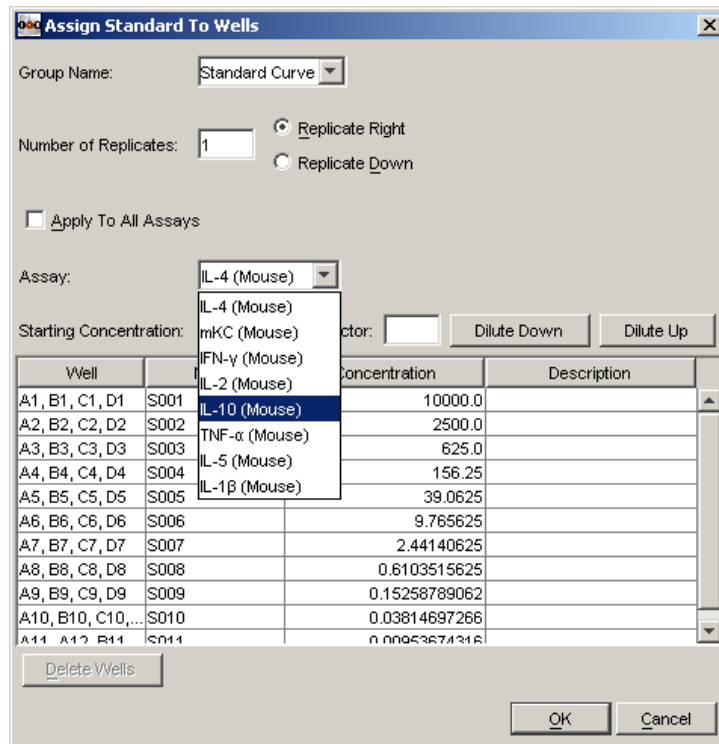 Assign Standard To Wells
Group Name: Standard Curve
Number of Replicates: 1
Replicate Right
Replicate Down
Apply To All Assays
Assay: IL-4 (Mouse)
IL-4 (Mouse)
mKC (Mouse)
IFN-γ (Mouse)
IL-2 (Mouse)
IL-10 (Mouse)
TNF-α (Mouse)
IL-5 (Mouse)
IL-1β (Mouse)
Starting Concentration: ctor: Dilute Down Dilute Up
Well Concentration Description
A1, B1, C1, D1 S001 10000.0
A2, B2, C2, D2 S002 2500.0
A3, B3, C3, D3 S003 625.0
A4, B4, C4, D4 S004 156.25
A5, B5, C5, D5 S005 39.0625
A6, B6, C6, D6 S006 9.765625
A7, B7, C7, D7 S007 2.44140625
A8, B8, C8, D8 S008 0.6103515625
A9, B9, C9, D9 S009 0.15258789062
A10, B10, C10,... S010 0.03814697266
A11, A12, B11 S011 0.00953674316
Delete Wells
OK Cancel